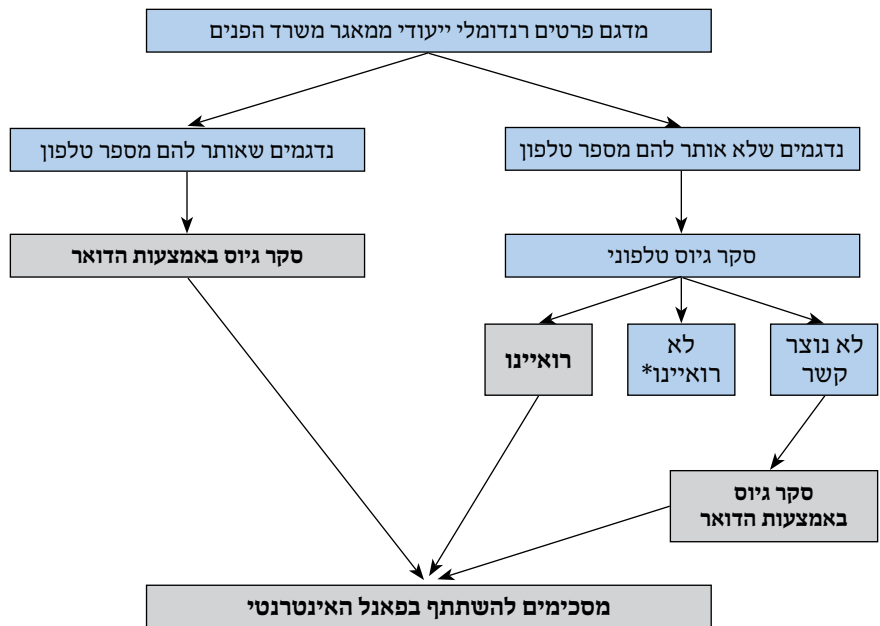 מדגם פרטים רנדומלי ייעודי ממאגר משרד הפנים
נדגמים שלא אותר להם מספר טלפון
נדגמים שאותר להם מספר טלפון
סקר גיוס טלפוני
סקר גיוס באמצעות הדואר
לא נוצר
קשר
לא
רואיינו*
רואיינו
סקר גיוס
באמצעות הדואר
מסכימים להשתתף בפאנל האינטרנטי